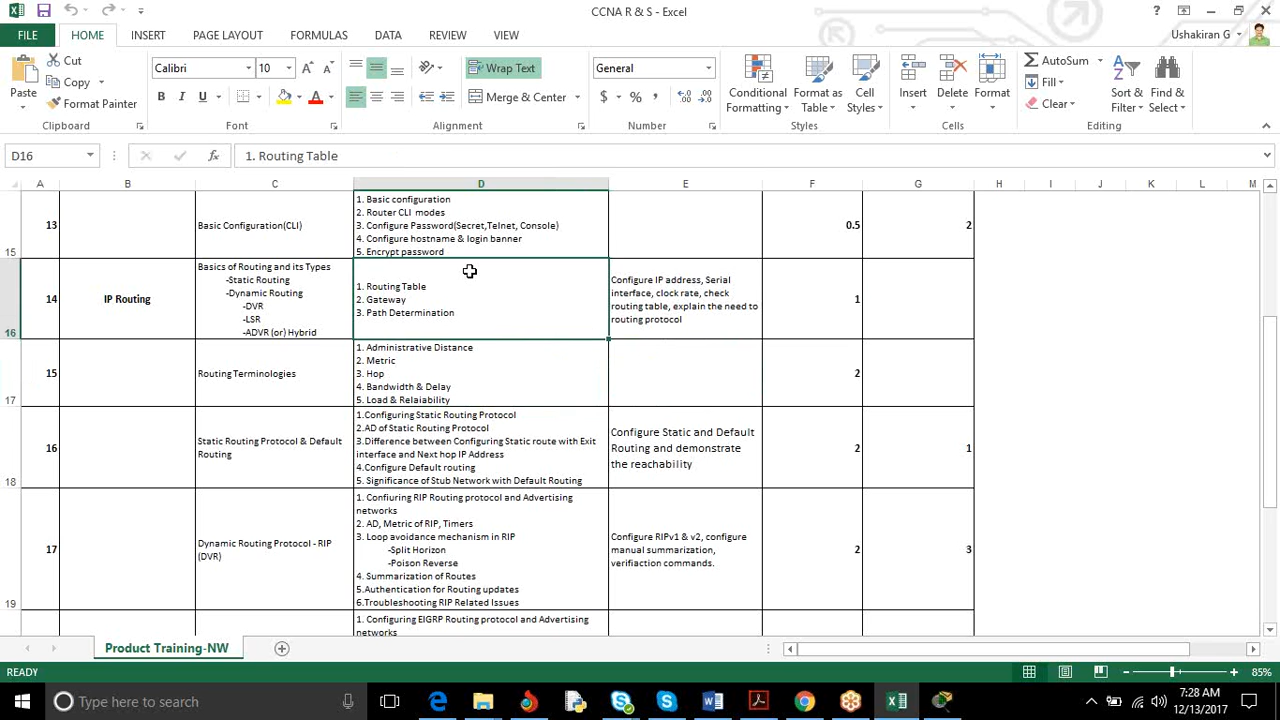 CCNA R & S - Excel
?
FILE
HOME
INSERT
PAGE LAYOUT
FORMULAS
DATA
REVIEW
VIEW
Ushakiran G
Paste
Cut
Copy
Format Painter
Clipboard
Calibri
10
B I U
A
Font
Wrap Text
Merge & Center
Alignment
General
$ % ,
Number
Conditional Formatting
Format as Table
Cell Styles
Styles
Insert
Delete
Format
Cells
AutoSum
Fill
Clear
Sort & Filter
Find & Select
Editing
D16
fx
1. Routing Table
A B C D E F G H I J K L M
15
13
Basic Configuration(CLI)
1. Basic configuration
2. Router CLI modes
3. Configure Password(Secret,Telnet, Console)
4. Configure hostname & login banner
5. Encrypt password
0.5
2
16
14
IP Routing
Basics of Routing and its Types
-Static Routing
-Dynamic Routing
-DVR
-LSR
-ADVR (or) Hybrid
1. Routing Table
2. Gateway
3. Path Determination
Configure IP address, Serial
interface, clock rate, check
routing table, explain the need to
routing protocol
1
17
15
Routing Terminologies
1. Administrative Distance
2. Metric
3. Hop
4. Bandwidth & Delay
5. Load & Relaiability
2
18
16
Static Routing Protocol & Default
Routing
1.Configuring Static Routing Protocol
2.AD of Static Routing Protocol
3.Difference between Configuring Static route with Exit
interface and Next hop IP Address
4.Configure Default routing
5. Significance of Stub Network with Default Routing
Configure Static and Default
Routing and demonstrate
the reachability
2
1
19
17
Dynamic Routing Protocol - RIP
(DVR)
1. Confiuring RIP Routing protocol and Advertising
networks
2. AD, Metric of RIP, Timers
3. Loop avoidance mechanism in RIP
-Split Horizon
-Poison Reverse
4. Summarization of Routes
5.Authentication for Routing updates
6.Troubleshooting RIP Related Issues
Configure RIPv1 & v2, configure
manual summarization,
verifiaction commands.
2
3
1. Configuring EIGRP Routing protocol and Advertising
networks
Product Training-NW
READY
85%
Type here to search
7:28 AM
12/13/2017